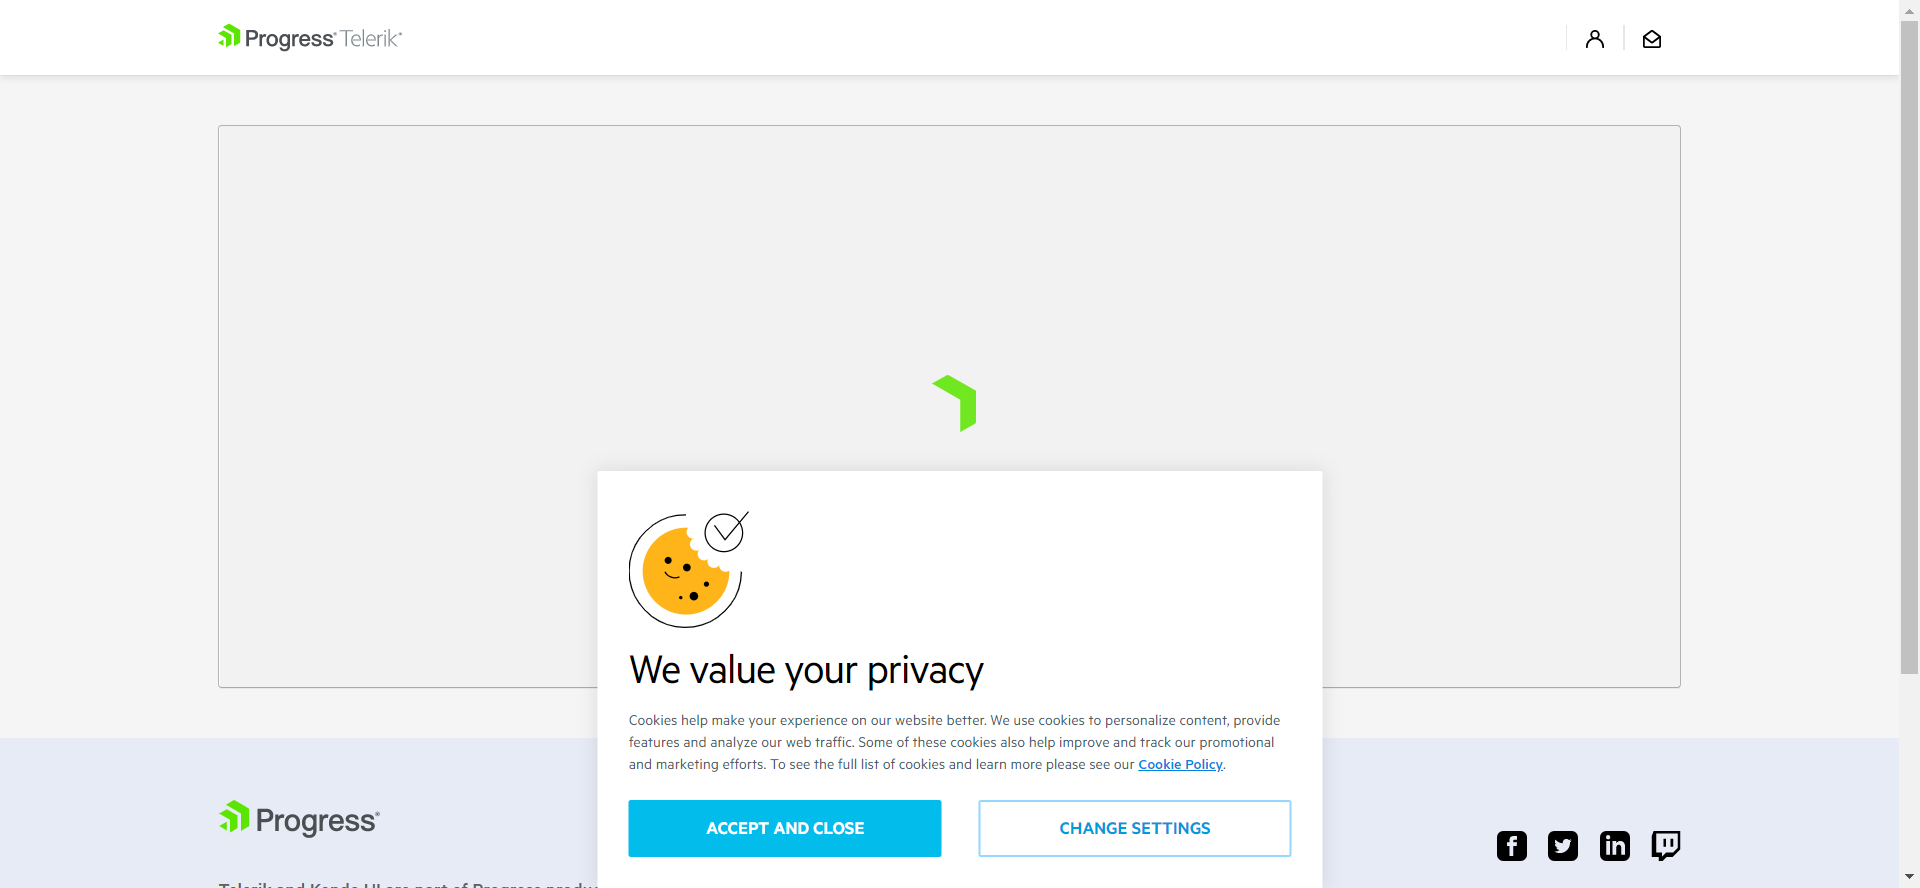 Progress® Telerik®
We value your privacy
Cookies help make your experience on our website better. We use cookies to personalize content, provide
features and analyze our web traffic. Some of these cookies also help improve and track our promotional
and marketing efforts. To see the full list of cookies and learn more please see our Cookie Policy.
ACCEPT AND CLOSE
CHANGE SETTINGS
Progress®
Telerik and Kendo UI are part of Progress